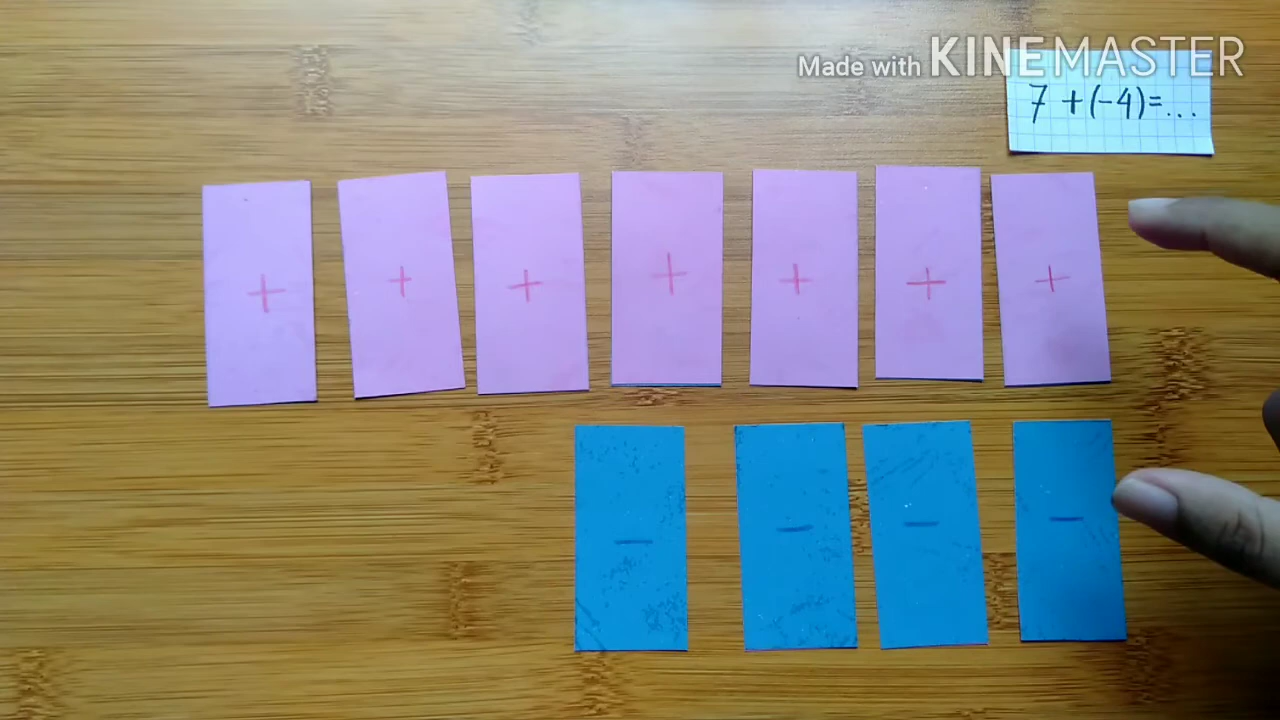 Made with KINEMASTER
7 + (-4) = ...
+ + + + + + +
- - - -